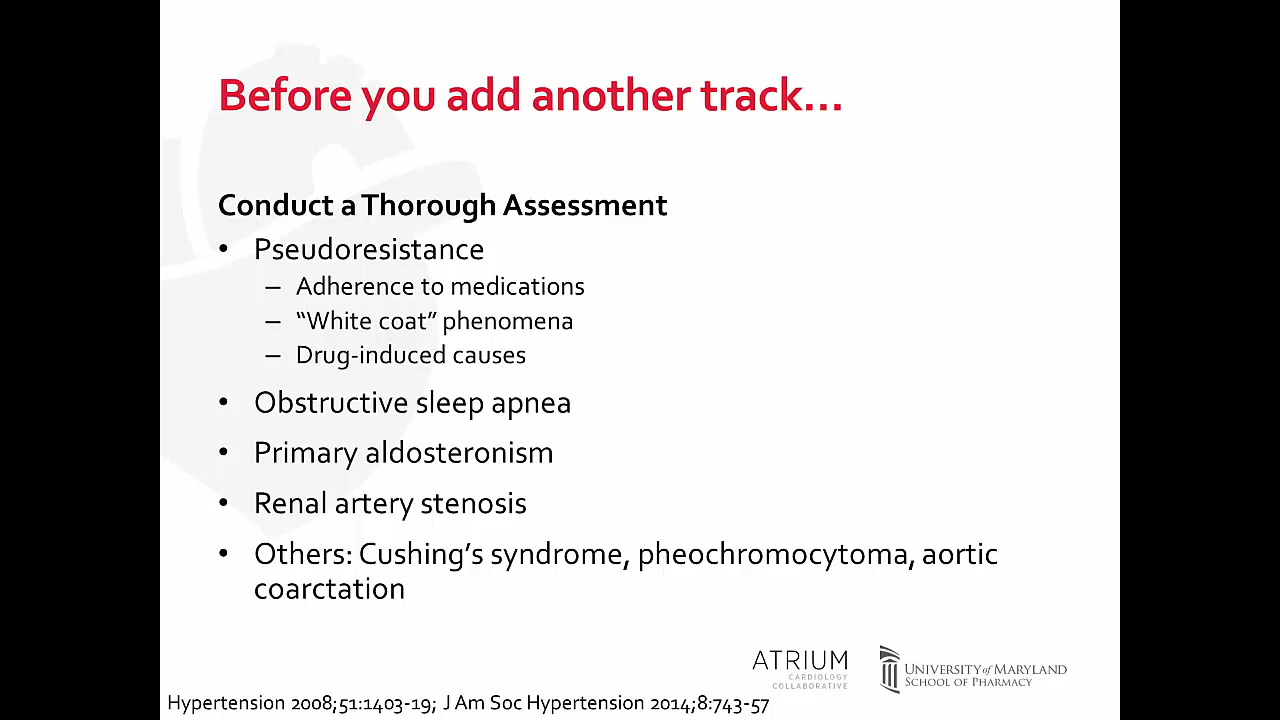 Before you add another track...
Conduct a Thorough Assessment
• Pseudoresistance
– Adherence to medications
– “White coat” phenomena
– Drug-induced causes
• Obstructive sleep apnea
• Primary aldosteronism
• Renal artery stenosis
• Others: Cushing’s syndrome, pheochromocytoma, aortic
coarctation
ATRIUM
CARDIOLOGY
COLLABORATIVE
UNIVERSITY of MARYLAND
SCHOOL OF PHARMACY
Hypertension 2008;51:1403-19; J Am Soc Hypertension 2014;8:743-57